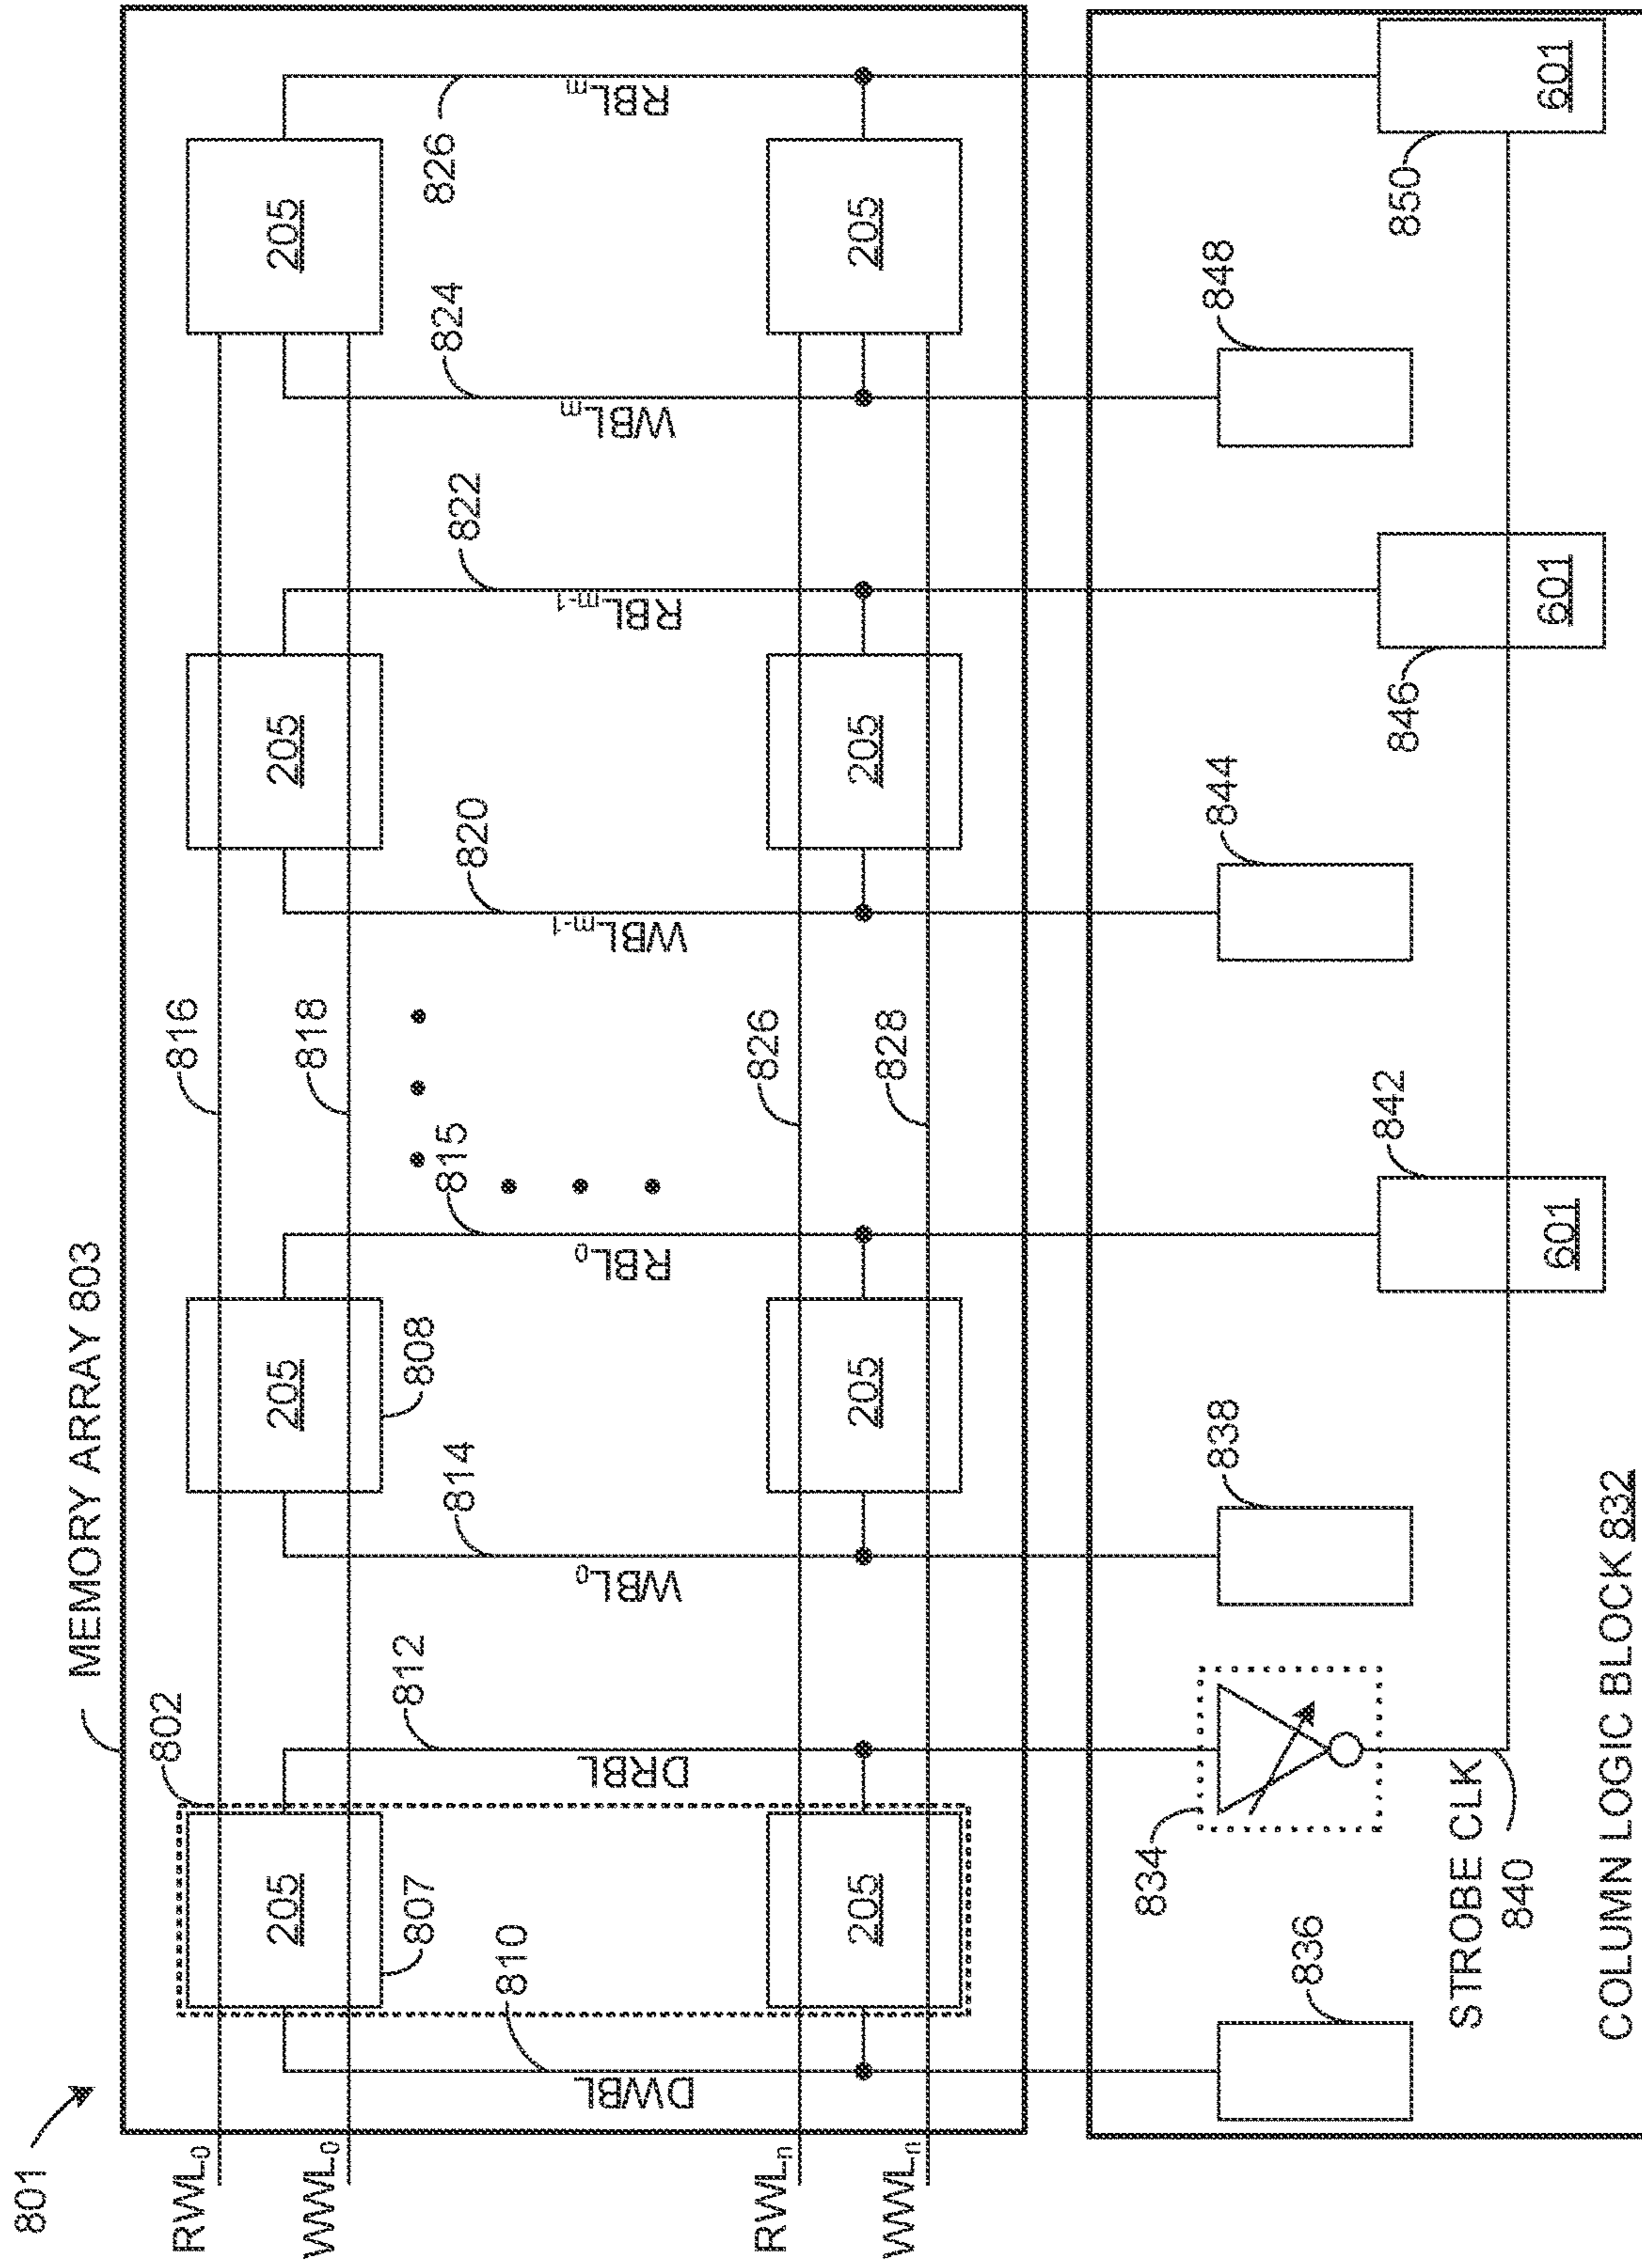 801
MEMORY ARRAY 803
802
RWL₀
WWL₀
RWLₙ
WWLₙ
816
818
826
828
205
205
205
205
807
808
810
DWBL
812
DRBL
814
WBL₀
815
RBL₀
820
WBLₘ₋₁
822
RBLₘ₋₁
824
WBLₘ
826
RBLₘ
205
205
205
205
836
834
838
844
848
842
846
850
601
601
601
STROBE CLK
840
COLUMN LOGIC BLOCK 832